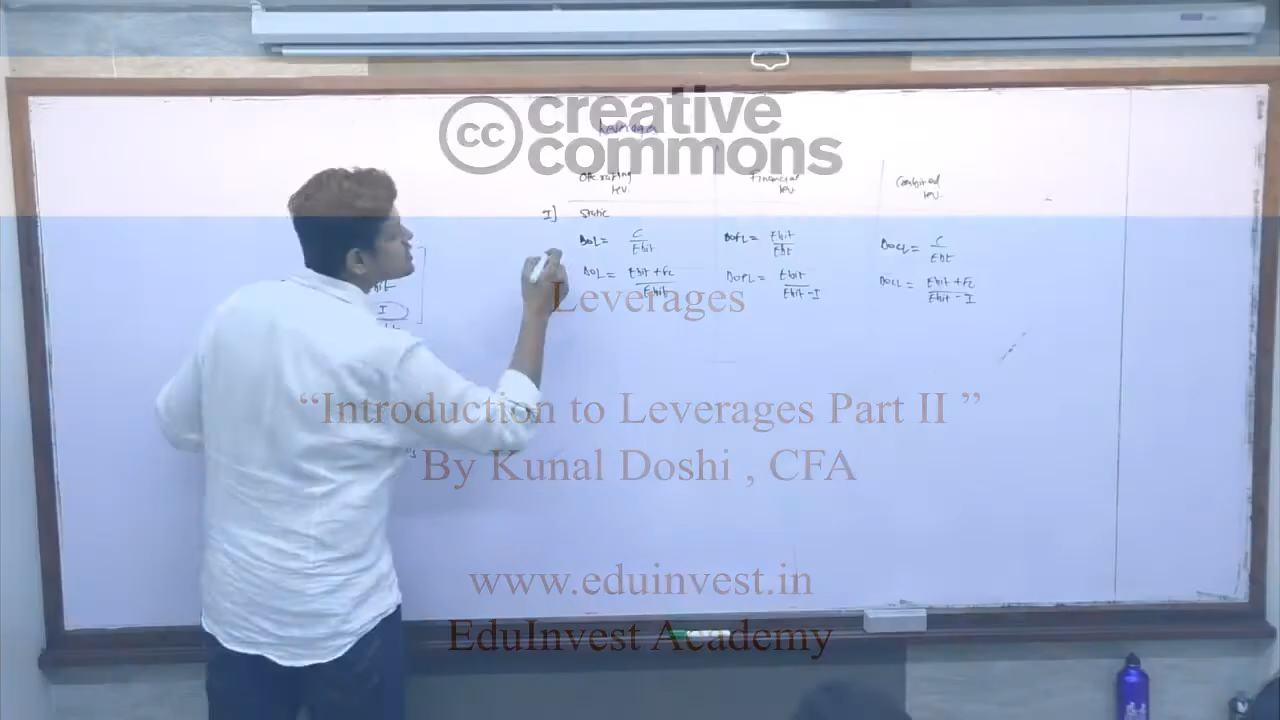 cc creative commons
Leverage
Operating Lev.
Financial Lev.
Combined Lev.
I] Static
DOL = C / Ebit
DOFL = Ebit / Ebt
DOCL = C / Ebt
DOL = Ebit + Fc / Ebit
DOFL = Ebit / Ebit - I
DOCL = Ebit + Fc / Ebit - I
I
Leverages
“Introduction to Leverages Part II ”
By Kunal Doshi , CFA
www.eduinvest.in
EduInvest Academy